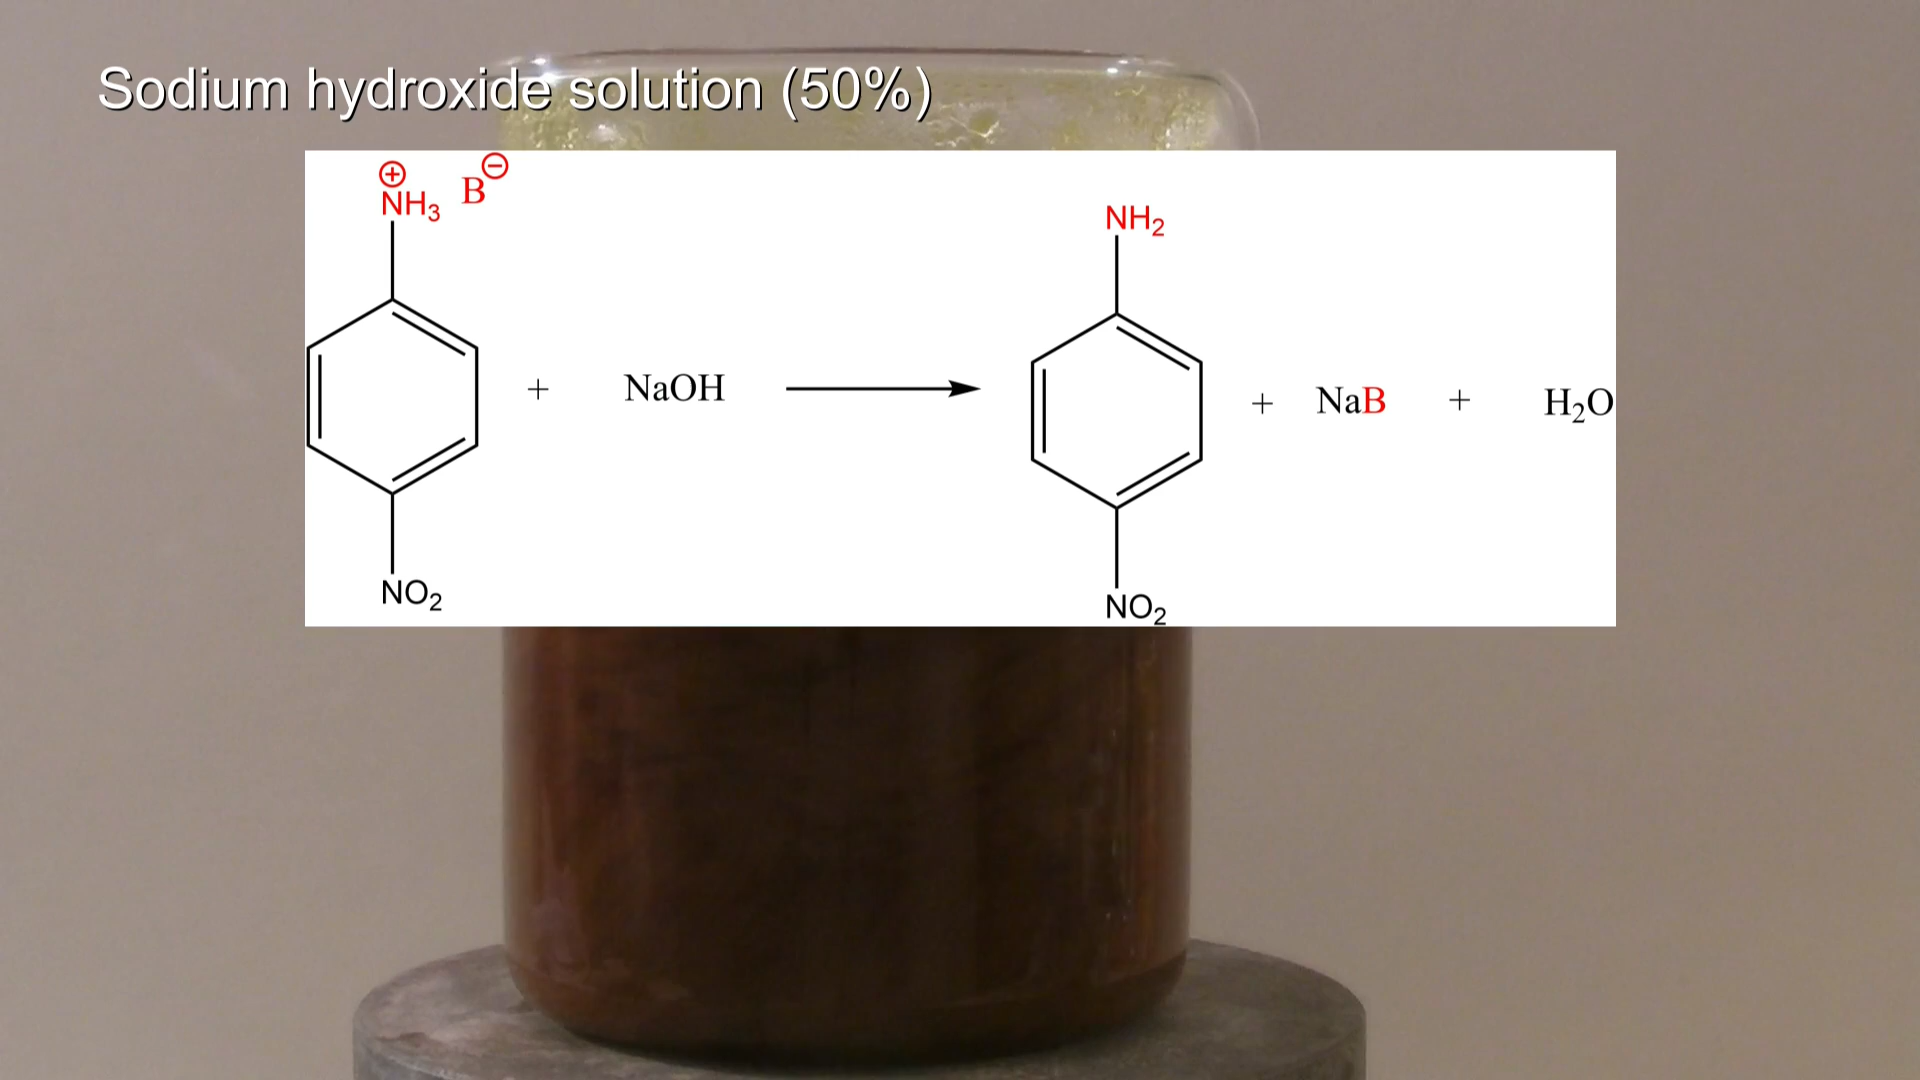 Sodium hydroxide solution (50%)
⊕
NH₃ B⊖
NH₂
+ NaOH + NaB + H₂O
NO₂
NO₂